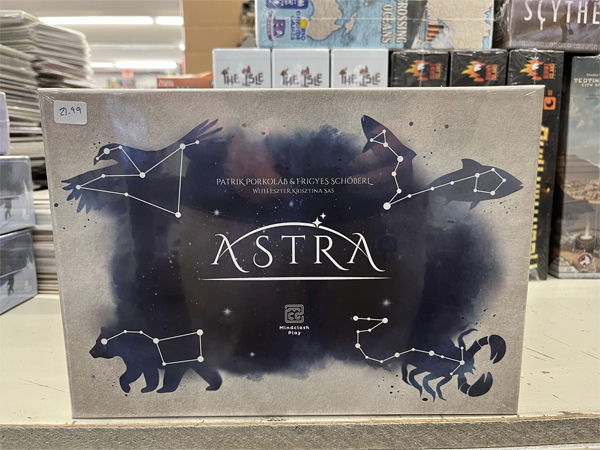 CROSSING
OCEANS
SCYTHE
THE ISLE
THE ISLE
THE ISLE
21.99
PATRIK PORKOLÁB & FRIGYES SCHÖBERL
WITH ESZTER KRISZTINA SAS
ASTRA
Mindclash
Play